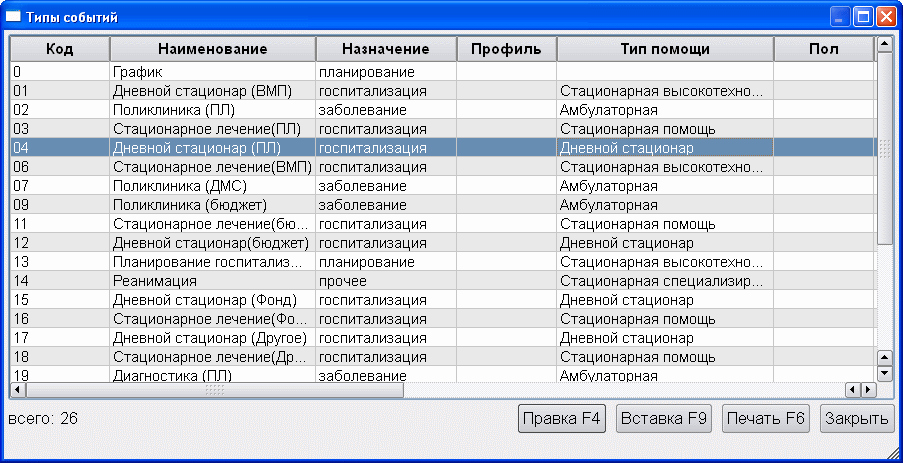 Типы событий
Код Наименование Назначение Профиль Тип помощи Пол
0 График планирование
01 Дневной стационар (ВМП) госпитализация Стационарная высокотехно...
02 Поликлиника (ПЛ) заболевание Амбулаторная
03 Стационарное лечение(ПЛ) госпитализация Стационарная помощь
04 Дневной стационар (ПЛ) госпитализация Дневной стационар
06 Стационарное лечение(ВМП) госпитализация Стационарная высокотехно...
07 Поликлиника (ДМС) заболевание Амбулаторная
09 Поликлиника (бюджет) заболевание Амбулаторная
11 Стационарное лечение(бю... госпитализация Стационарная помощь
12 Дневной стационар(бюджет) госпитализация Дневной стационар
13 Планирование госпитализ... планирование Стационарная высокотехно...
14 Реанимация прочее Стационарная специализир...
15 Дневной стационар (Фонд) госпитализация Дневной стационар
16 Стационарное лечение(Фо... госпитализация Стационарная помощь
17 Дневной стационар (Другое) госпитализация Дневной стационар
18 Стационарное лечение(Др... госпитализация Стационарная помощь
19 Диагностика (ПЛ) заболевание Амбулаторная
всего: 26 Правка F4 Вставка F9 Печать F6 Закрыть